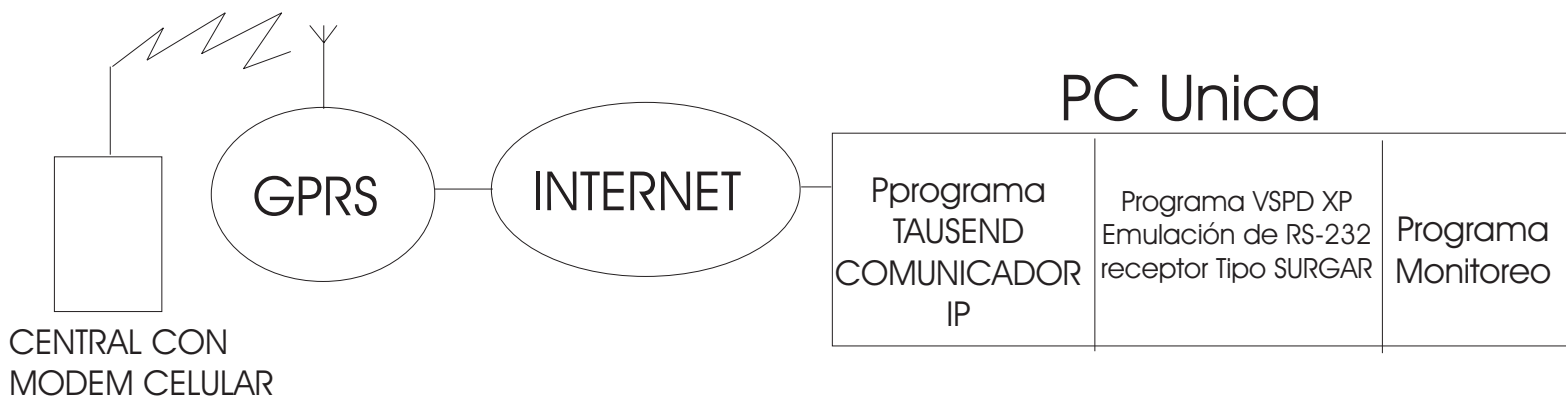 PC Unica
GPRS
INTERNET
Pprograma
TAUSEND
COMUNICADOR
IP
Programa VSPD XP
Emulación de RS-232
receptor Tipo SURGAR
Programa
Monitoreo
CENTRAL CON
MODEM CELULAR